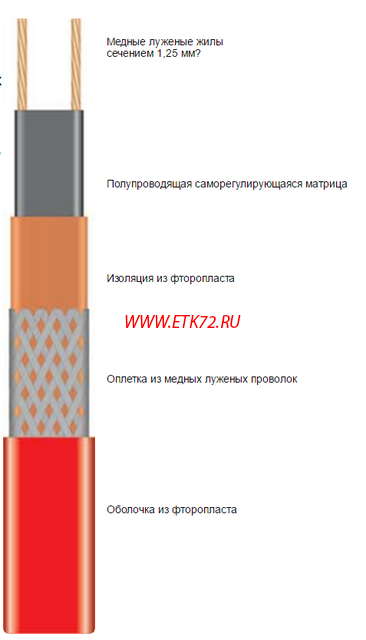 Медные луженые жилы
сечением 1,25 мм?
Полупроводящая саморегулирующаяся матрица
Изоляция из фторопласта
WWW.ETK72.RU
Оплетка из медных луженых проволок
Оболочка из фторопласта